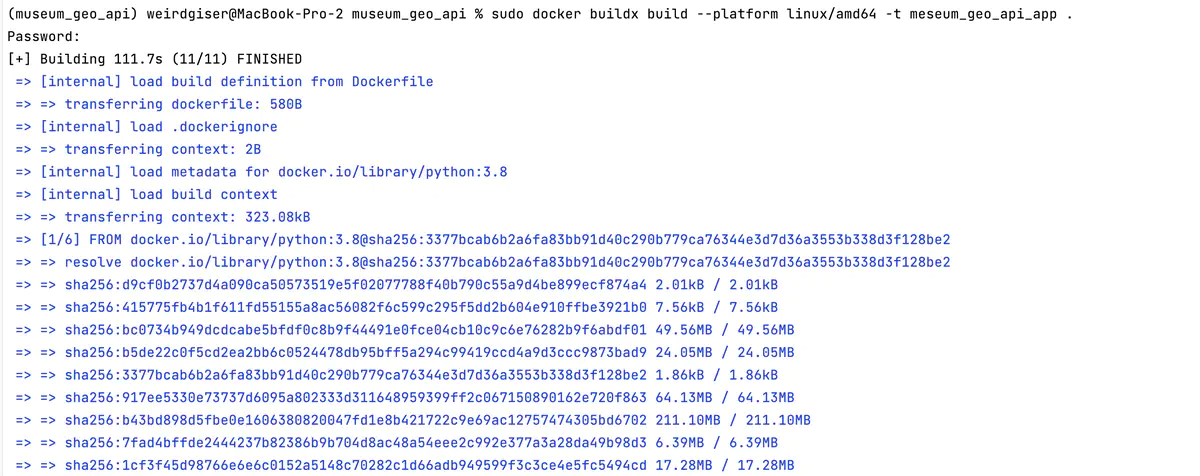 (museum_geo_api) weirdgiser@MacBook-Pro-2 museum_geo_api % sudo docker buildx build --platform linux/amd64 -t meseum_geo_api_app .
Password:
[+] Building 111.7s (11/11) FINISHED
=> [internal] load build definition from Dockerfile
=> => transferring dockerfile: 580B
=> [internal] load .dockerignore
=> => transferring context: 2B
=> [internal] load metadata for docker.io/library/python:3.8
=> [internal] load build context
=> => transferring context: 323.08kB
=> [1/6] FROM docker.io/library/python:3.8@sha256:3377bcab6b2a6fa83bb91d40c290b779ca76344e3d7d36a3553b338d3f128be2
=> => resolve docker.io/library/python:3.8@sha256:3377bcab6b2a6fa83bb91d40c290b779ca76344e3d7d36a3553b338d3f128be2
=> => sha256:d9cf0b2737d4a090ca50573519e5f02077788f40b790c55a9d4be899ecf874a4 2.01kB / 2.01kB
=> => sha256:415775fb4b1f611fd55155a8ac56082f6c599c295f5dd2b604e910ffbe3921b0 7.56kB / 7.56kB
=> => sha256:bc0734b949dcdcabe5bfdf0c8b9f44491e0fce04cb10c9c6e76282b9f6abdf01 49.56MB / 49.56MB
=> => sha256:b5de22c0f5cd2ea2bb6c0524478db95bff5a294c99419ccd4a9d3ccc9873bad9 24.05MB / 24.05MB
=> => sha256:3377bcab6b2a6fa83bb91d40c290b779ca76344e3d7d36a3553b338d3f128be2 1.86kB / 1.86kB
=> => sha256:917ee5330e73737d6095a802333d311648959399ff2c067150890162e720f863 64.13MB / 64.13MB
=> => sha256:b43bd898d5fbe0e1606380820047fd1e8b421722c9e69ac12757474305bd6702 211.10MB / 211.10MB
=> => sha256:7fad4bffde2444237b82386b9b704d8ac48a54eee2c992e377a3a28da49b98d3 6.39MB / 6.39MB
=> => sha256:1cf3f45d98766e6e6c0152a5148c70282c1d66adb949599f3c3ce4e5fc5494cd 17.28MB / 17.28MB